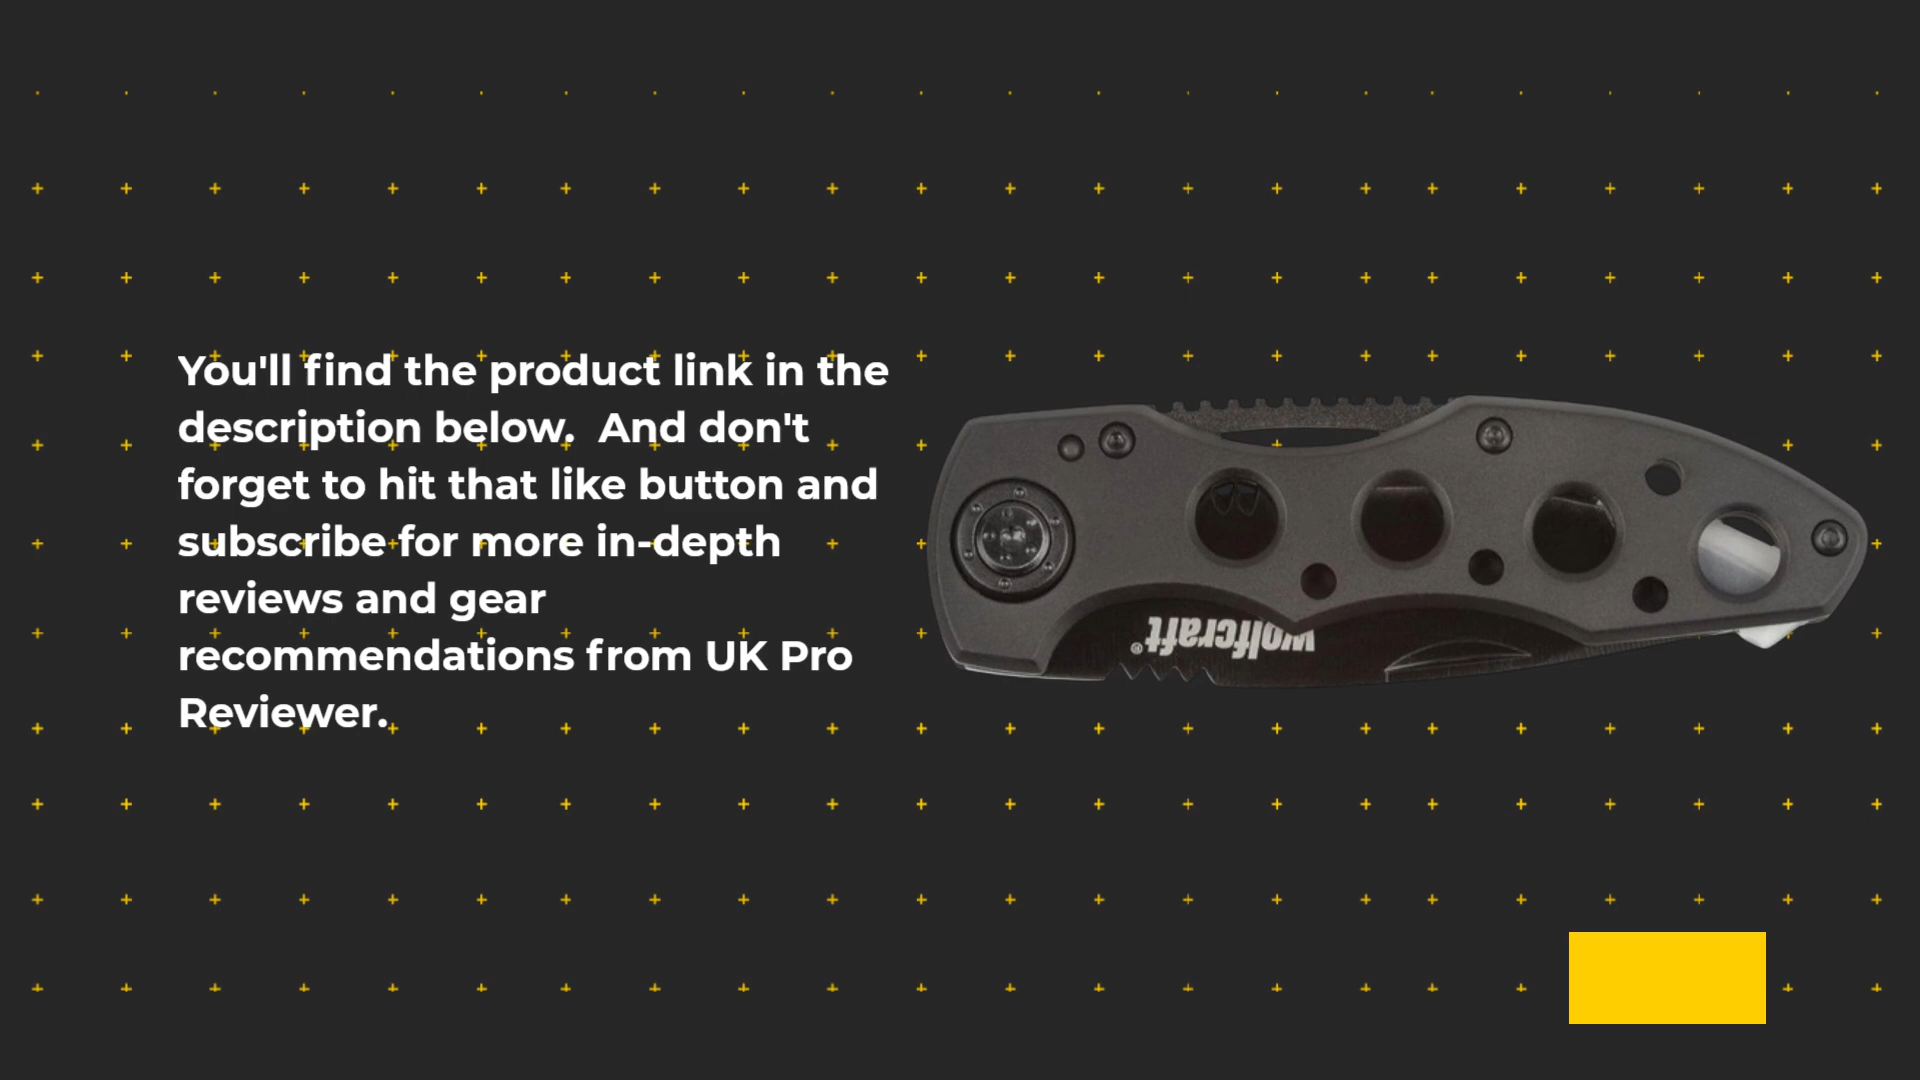 You'll find the product link in the
description below.  And don't
forget to hit that like button and
subscribe for more in-depth
reviews and gear
recommendations from UK Pro
Reviewer.
wolfcraft®